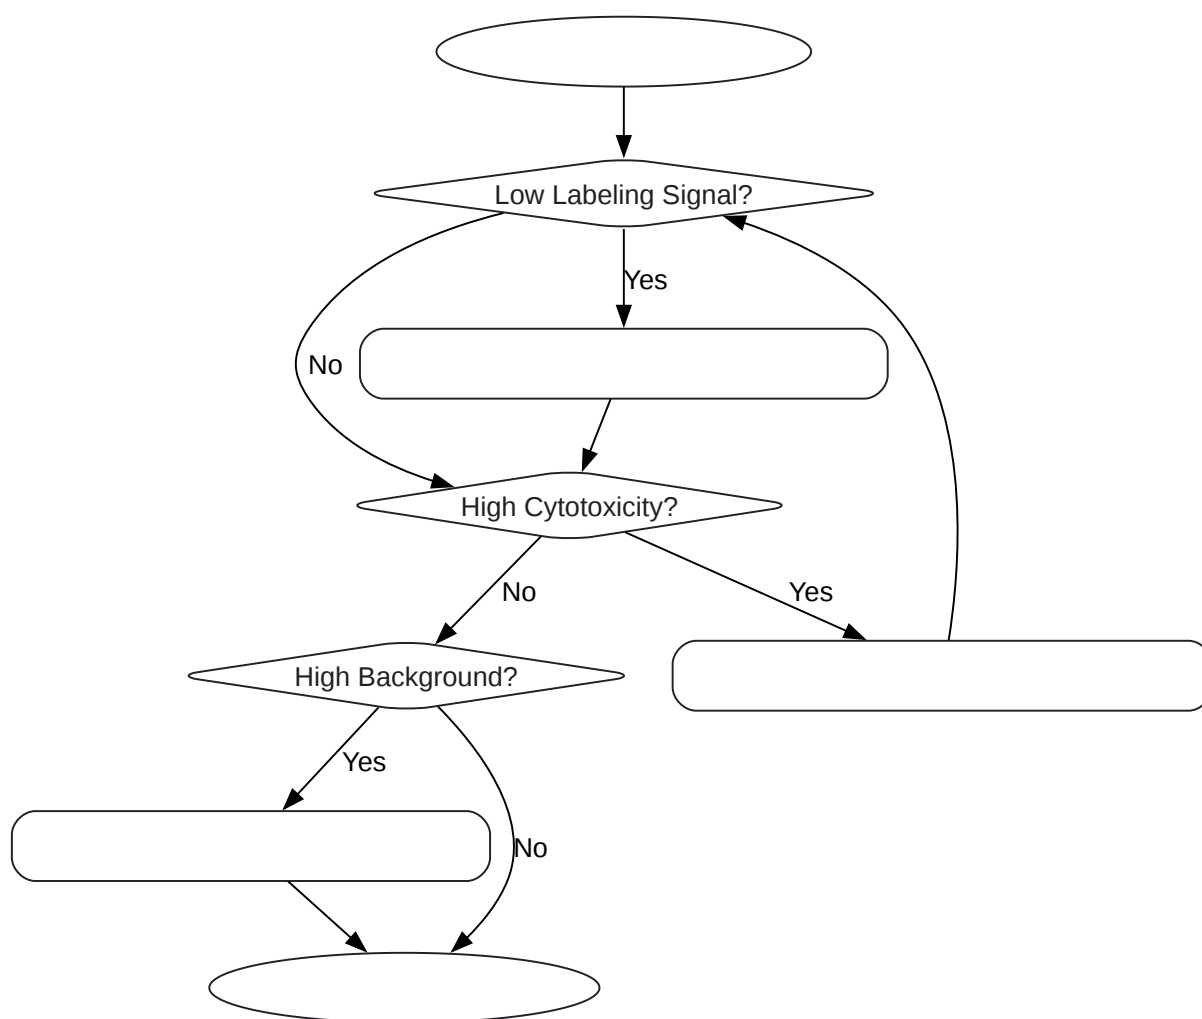 Low Labeling Signal?
Yes
No
High Cytotoxicity?
No
Yes
High Background?
Yes
No